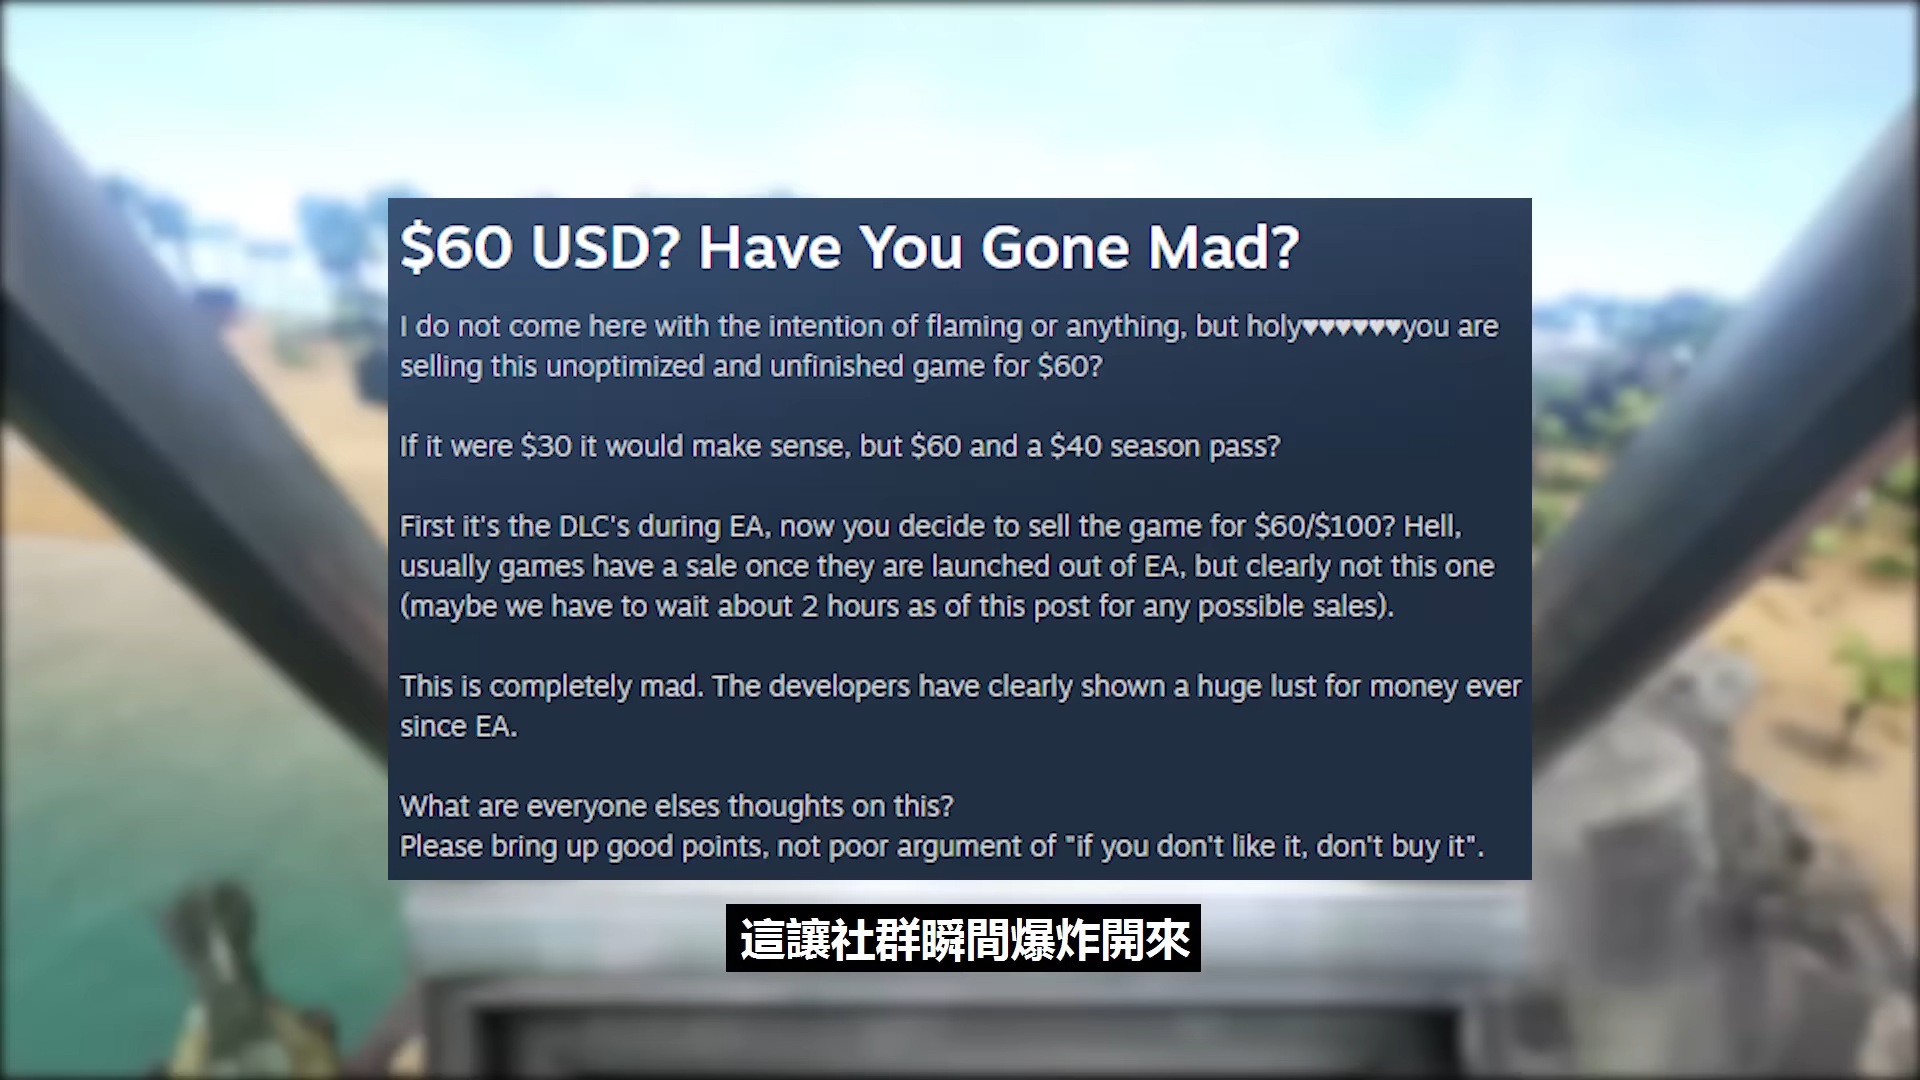 $60 USD? Have You Gone Mad?
I do not come here with the intention of flaming or anything, but holy♥♥♥♥♥♥you are
selling this unoptimized and unfinished game for $60?
If it were $30 it would make sense, but $60 and a $40 season pass?
First it's the DLC's during EA, now you decide to sell the game for $60/$100? Hell,
usually games have a sale once they are launched out of EA, but clearly not this one
(maybe we have to wait about 2 hours as of this post for any possible sales).
This is completely mad. The developers have clearly shown a huge lust for money ever
since EA.
What are everyone elses thoughts on this?
Please bring up good points, not poor argument of "if you don't like it, don't buy it".
這讓社群瞬間爆炸開來